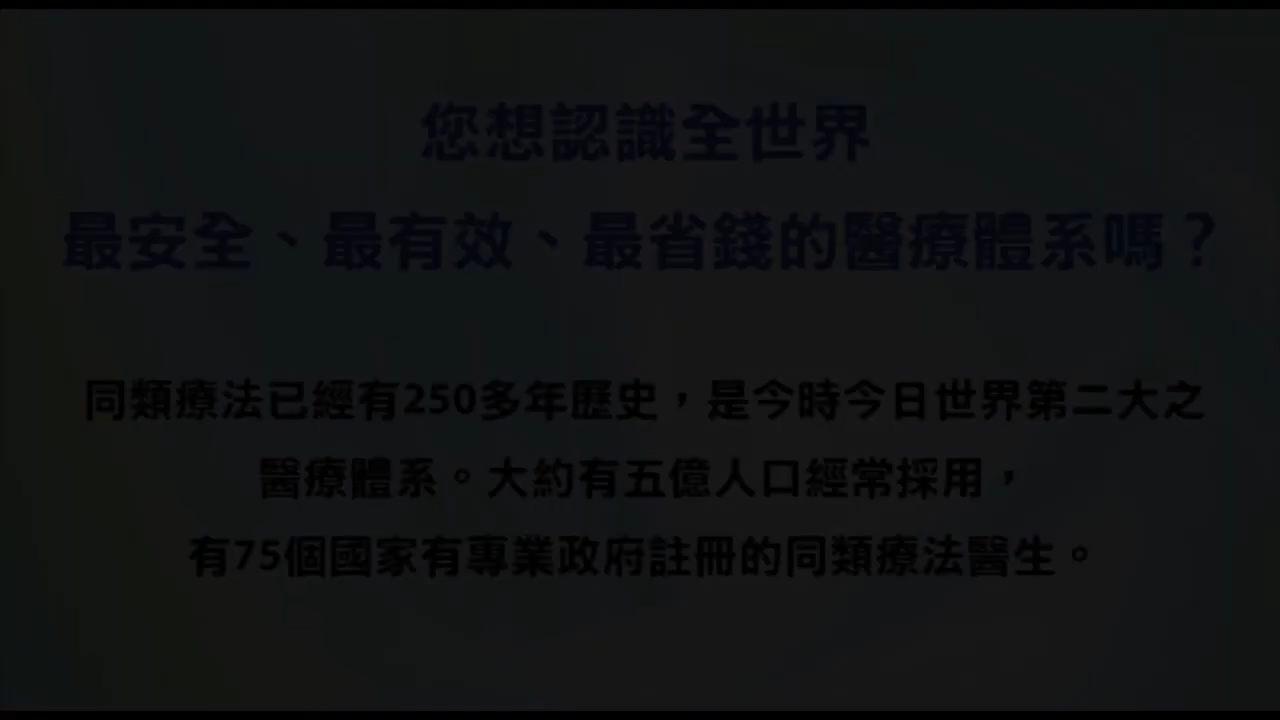 您想認識全世界
最安全、最有效、最省錢的醫療體系嗎？
同類療法已經有250多年歷史，是今時今日世界第二大之
醫療體系。大約有五億人口經常採用，
有75個國家有專業政府註冊的同類療法醫生。